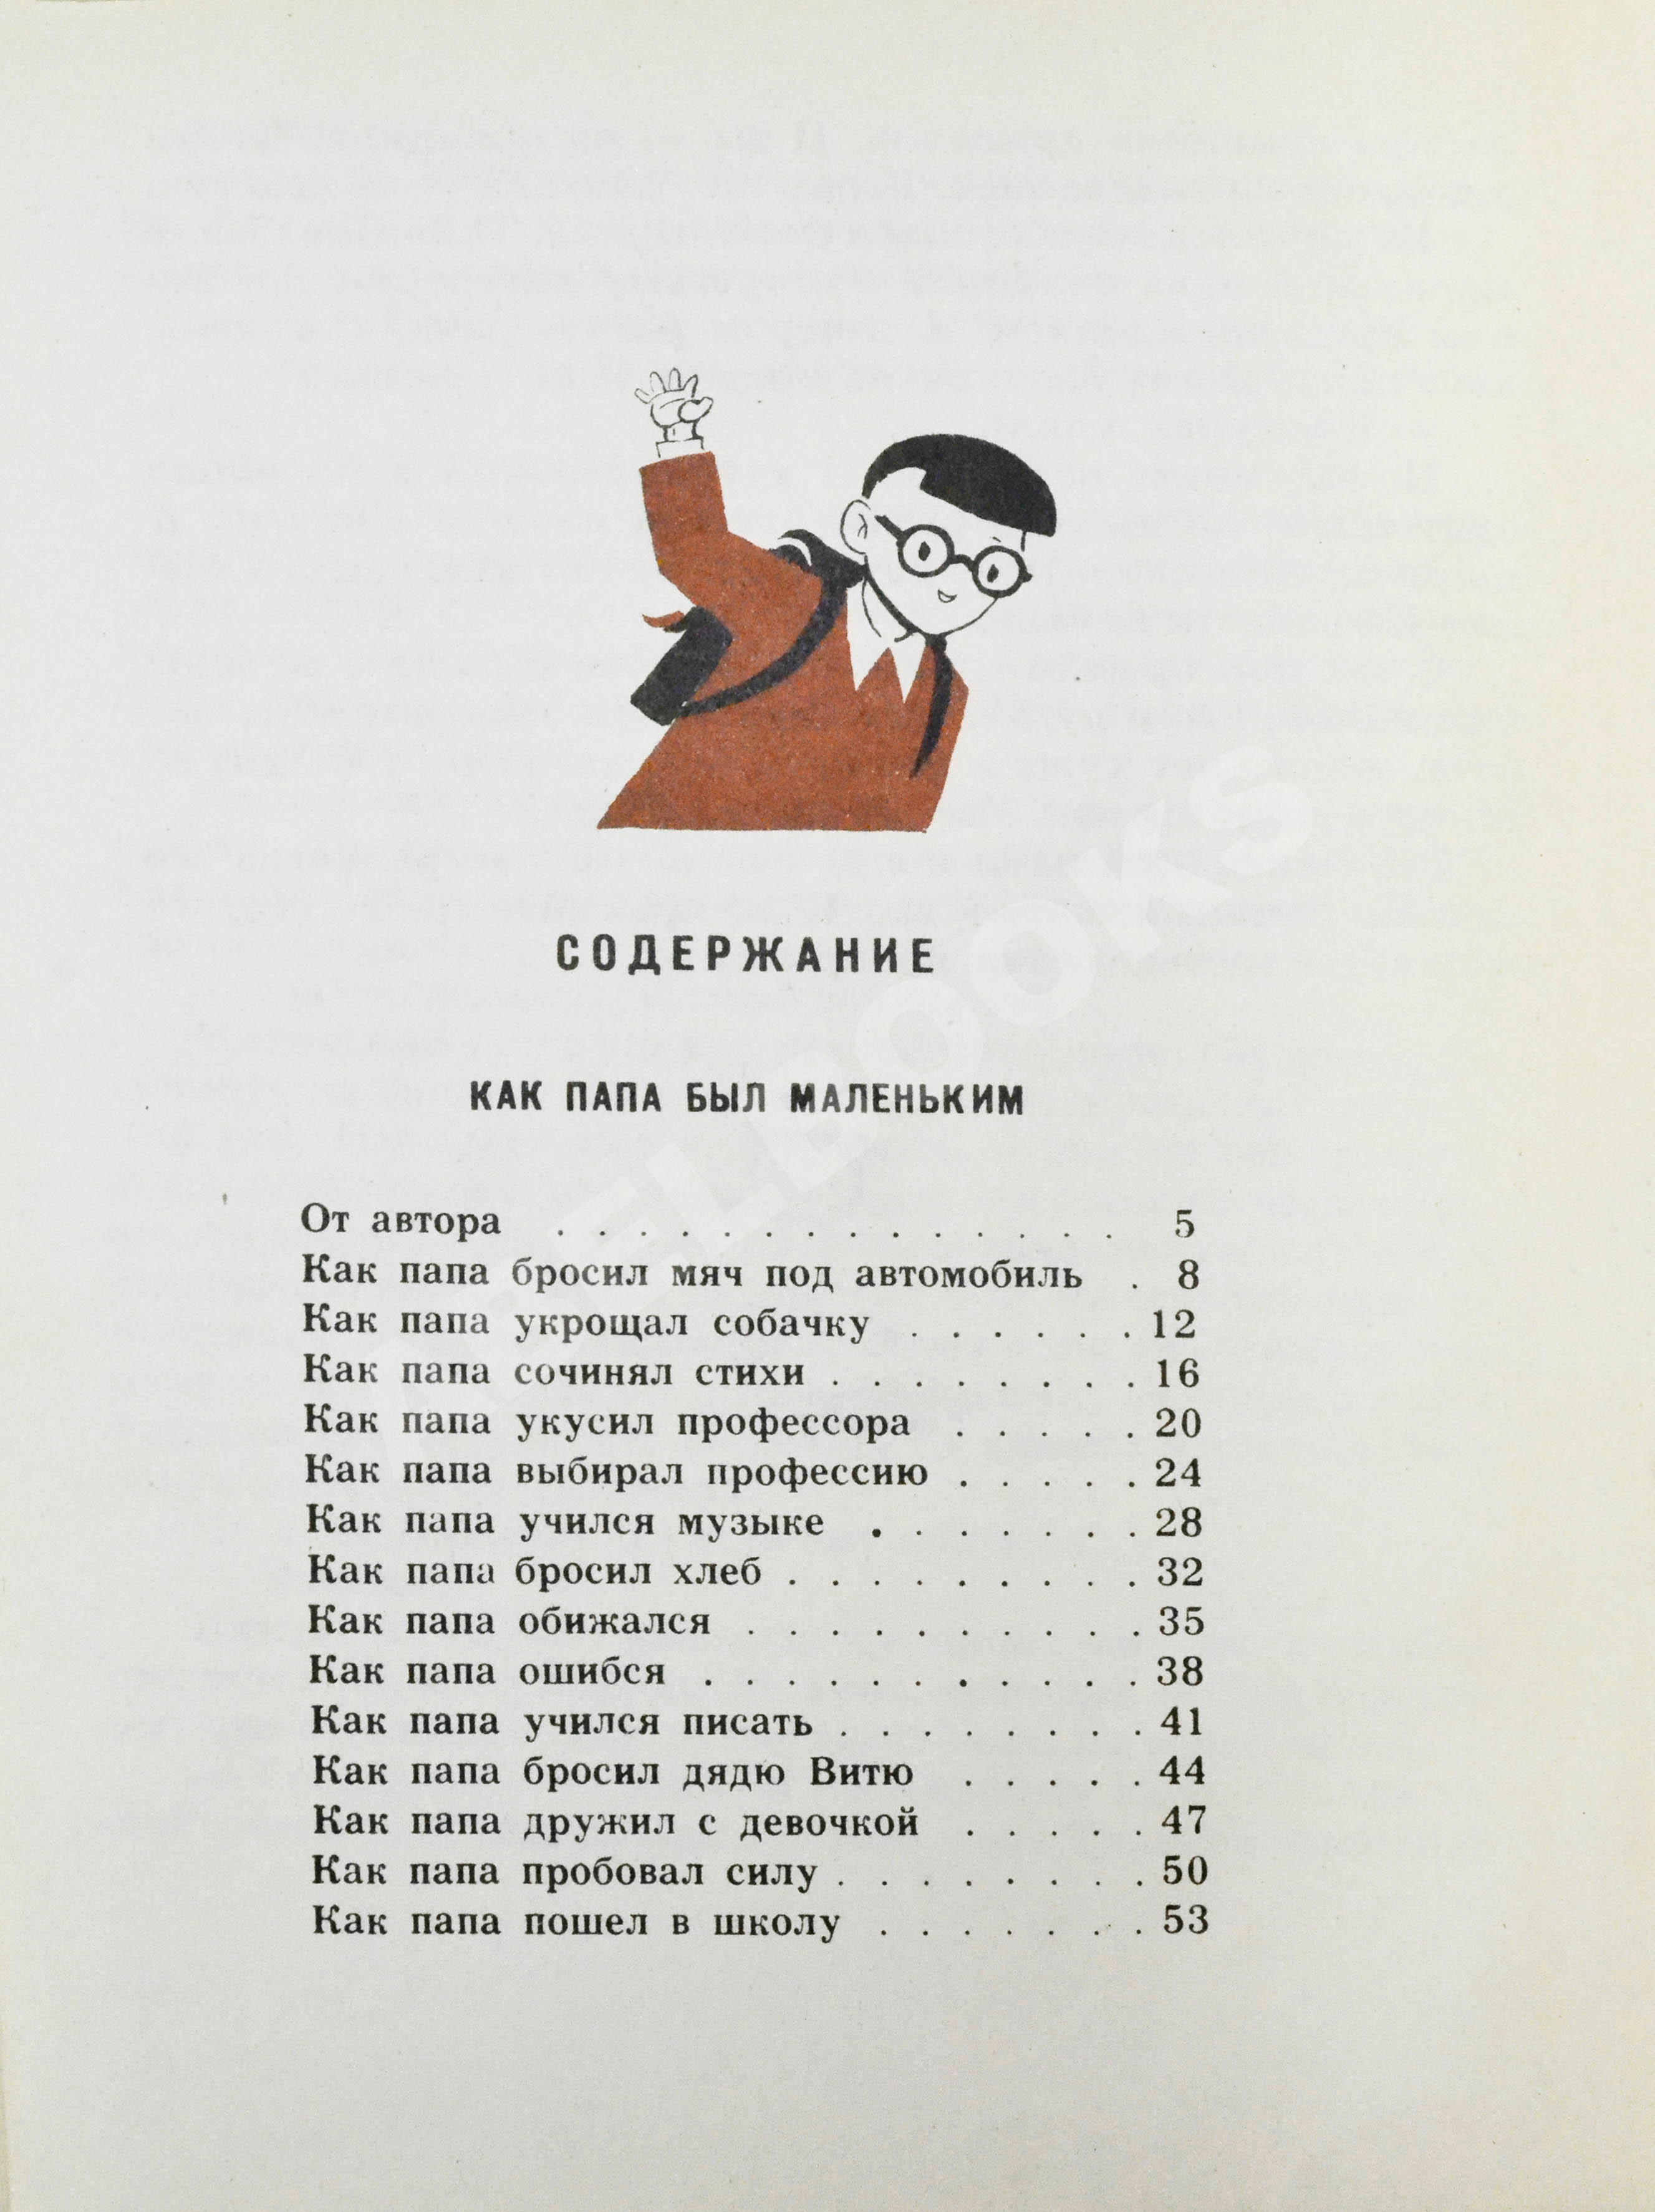 СОДЕРЖАНИЕ
КАК ПАПА БЫЛ МАЛЕНЬКИМ
От автора . . . . . . . . . . . . . . 5
Как папа бросил мяч под автомобиль . 8
Как папа укрощал собачку . . . . . . 12
Как папа сочинял стихи . . . . . . . . 16
Как папа укусил профессора . . . . . 20
Как папа выбирал профессию . . . . . 24
Как папа учился музыке . . . . . . . 28
Как папа бросил хлеб . . . . . . . . . 32
Как папа обижался . . . . . . . . . . 35
Как папа ошибся . . . . . . . . . . . 38
Как папа учился писать . . . . . . . . 41
Как папа бросил дядю Витю . . . . . 44
Как папа дружил с девочкой . . . . . 47
Как папа пробовал силу . . . . . . . . 50
Как папа пошел в школу . . . . . . . 53